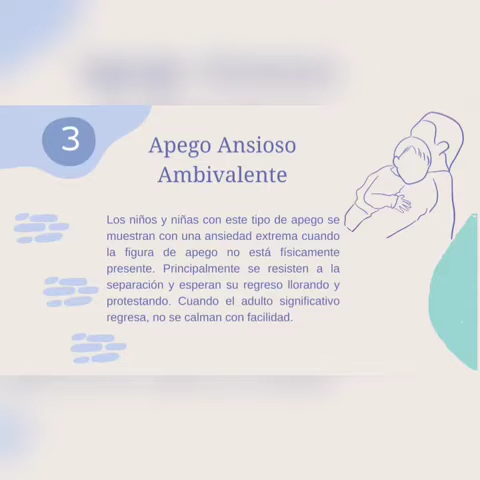 3
Apego Ansioso
Ambivalente
Los niños y niñas con este tipo de apego se
muestran con una ansiedad extrema cuando
la figura de apego no está físicamente
presente. Principalmente se resisten a la
separación y esperan su regreso llorando y
protestando. Cuando el adulto significativo
regresa, no se calman con facilidad.